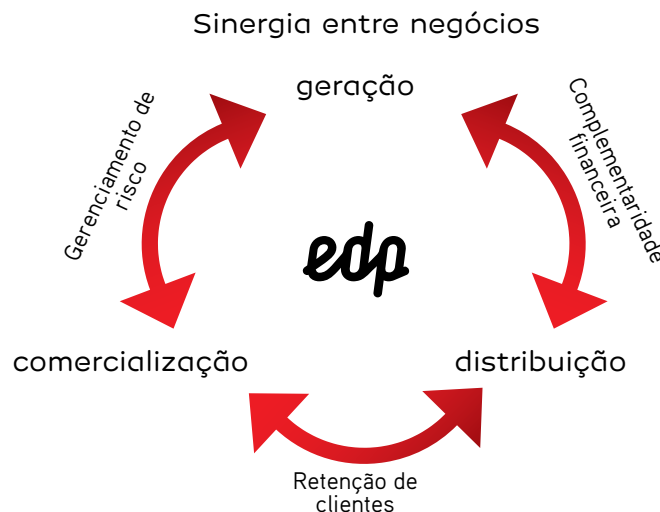 Sinergia entre negócios
geração
Gerenciamento de
risco
Complementaridade
financeira
edp
comercialização
distribuição
Retenção de
clientes